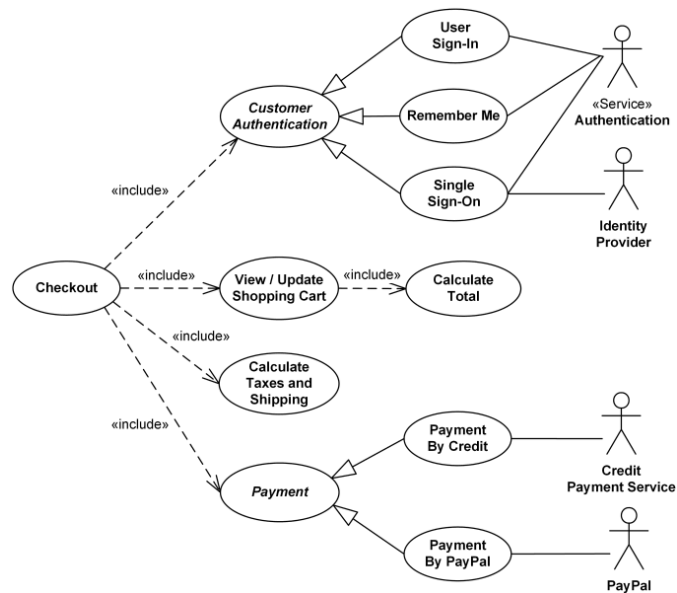 User
Sign-In
«Service»
Authentication
Customer
Authentication
Remember Me
Single
Sign-On
Identity
Provider
«include»
Checkout
«include»
View / Update
Shopping Cart
«include»
Calculate
Total
«include»
Calculate
Taxes and
Shipping
«include»
Payment
Payment
By Credit
Credit
Payment Service
Payment
By PayPal
PayPal